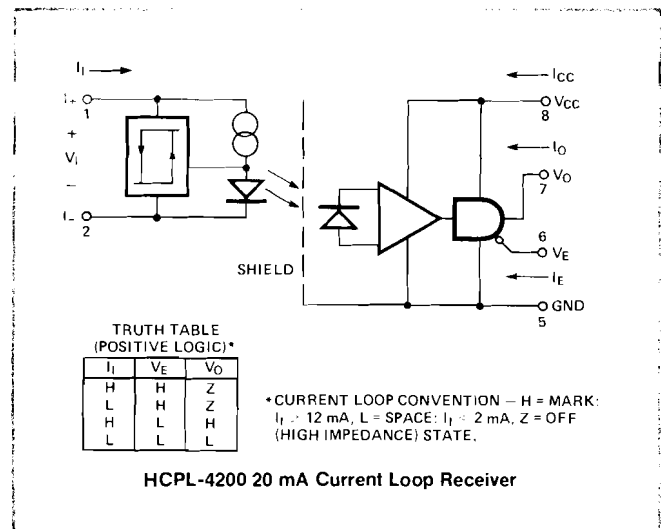 I_I
I_CC
I+
1
V_CC
8
+
V_I
−
I_O
V_O
7
6
V_E
I−
2
SHIELD
I_E
GND
5
TRUTH TABLE
(POSITIVE LOGIC)*
I_I V_E V_O
H H Z
L H Z
H L H
L L L
*CURRENT LOOP CONVENTION – H = MARK:
12 mA, L = SPACE: 2 mA, Z = OFF
(HIGH IMPEDANCE) STATE.
HCPL-4200 20 mA Current Loop Receiver